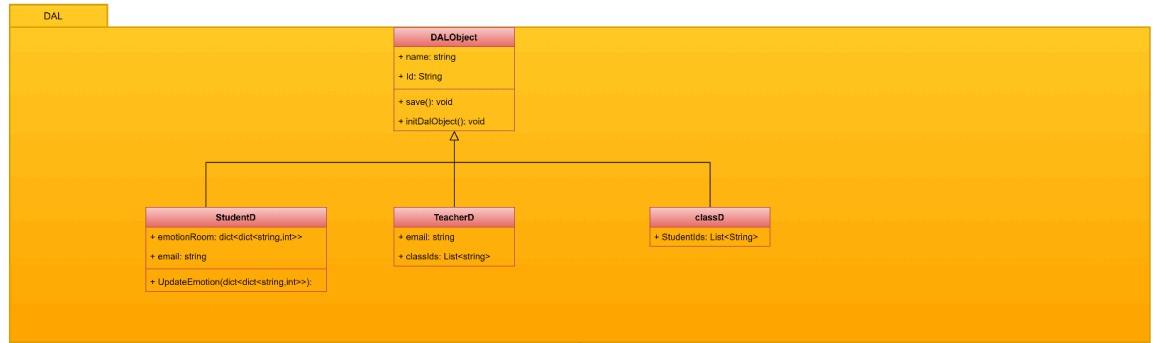 DAL
DALObject
+ name: string
+ Id: String
+ save(): void
+ initDalObject(): void
StudentD
+ emotionRoom: dict<dict<string,int>>
+ email: string
+ UpdateEmotion(dict<dict<string,int>>):
TeacherD
+ email: string
+ classIds: List<string>
classD
+ StudentIds: List<String>